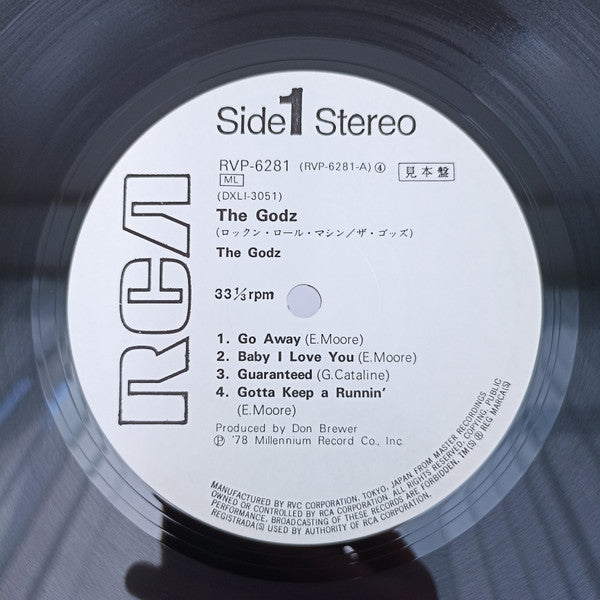 Side 1 Stereo
RVP-6281 (RVP-6281-A) ④ 見本盤
ML
(DXLI-3051)
The Godz
(ロックン・ロール・マシン/ザ・ゴッズ)
The Godz
33⅓rpm
1. Go Away (E.Moore)
2. Baby I Love You (E.Moore)
3. Guaranteed (G.Cataline)
4. Gotta Keep a Runnin'
(E.Moore)
Produced by Don Brewer
Ⓟ '78 Millennium Record Co., Inc.
RCA
MANUFACTURED BY RVC CORPORATION, TOKYO, JAPAN, FROM MASTER RECORDINGS
OWNED OR CONTROLLED BY RCA CORPORATION. ALL RIGHTS RESERVED, COPYING, PUBLIC
PERFORMANCE, BROADCASTING OF THESE RECORDS ARE FORBIDDEN. TM(S) ® REG MARCA(S)
REGISTRADA(S) USED BY AUTHORITY OF RCA CORPORATION.